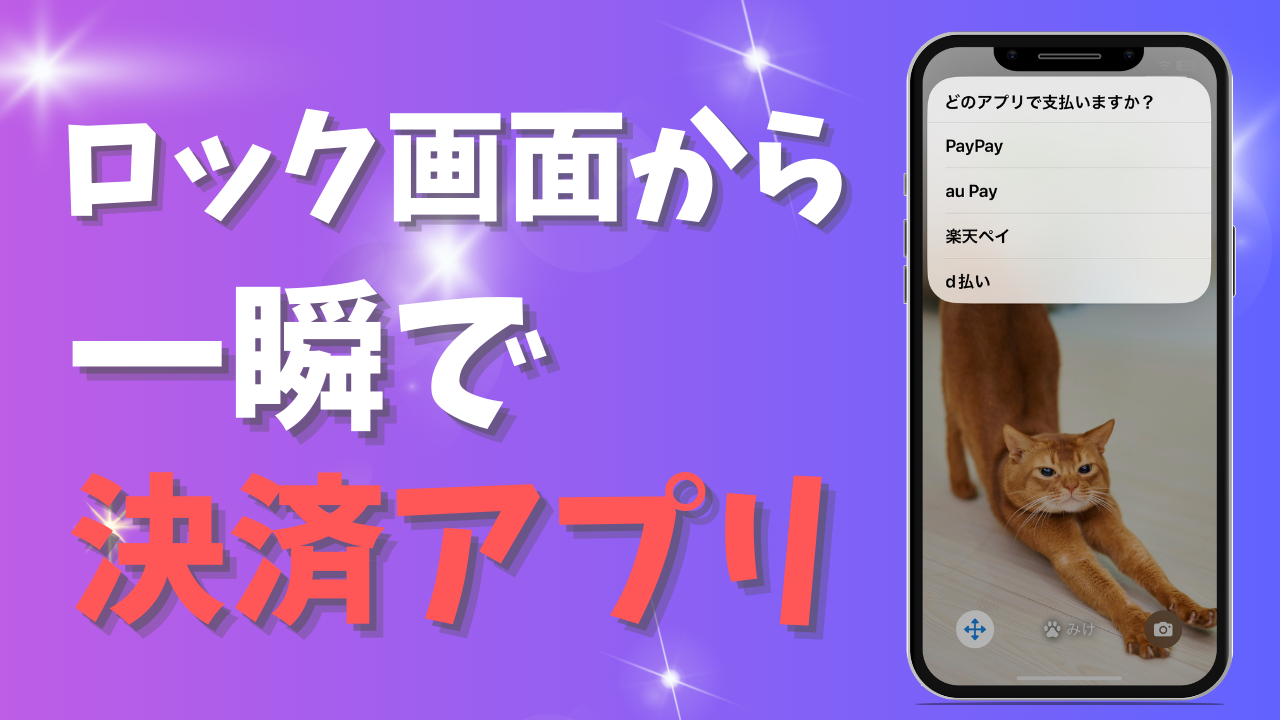 ロック画面から
一瞬で
決済アプリ
どのアプリで支払いますか？
PayPay
au Pay
楽天ペイ
d払い
みけ